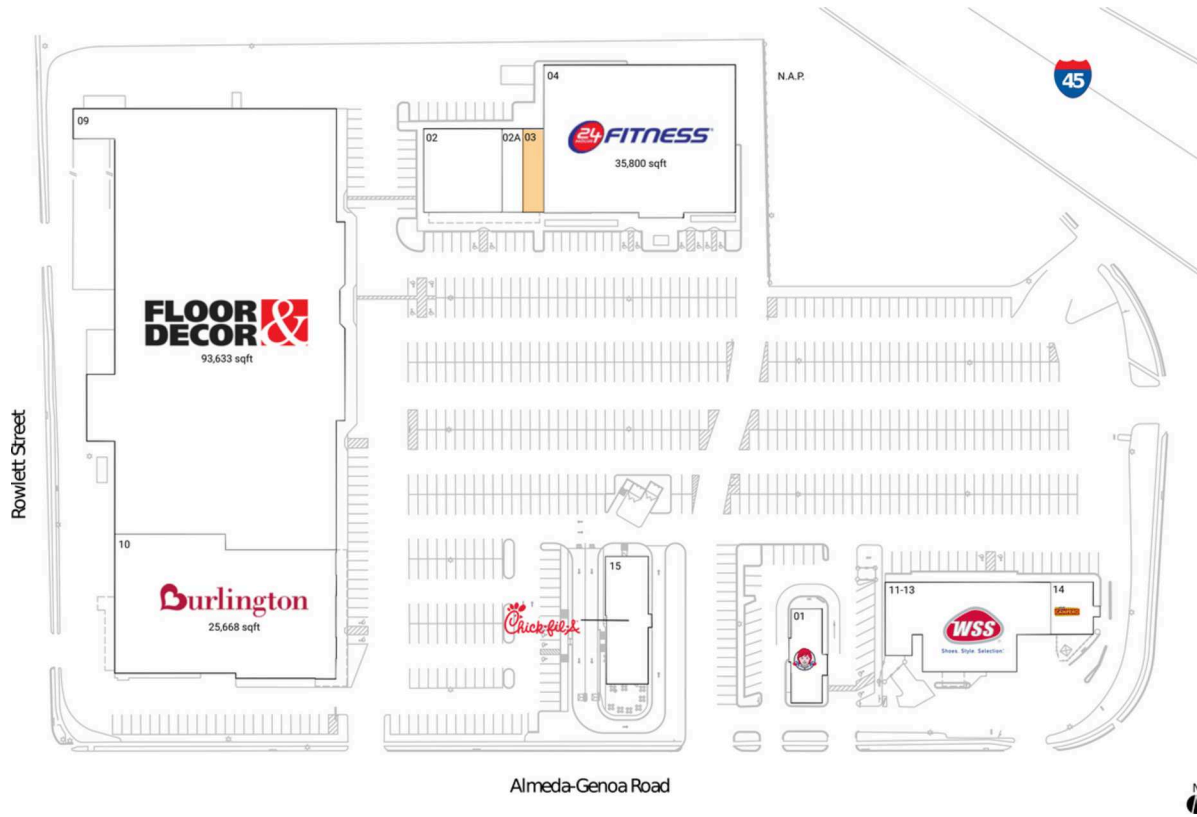 45
N.A.P.
04
24
FITNESS
35,800 sqft
09
02
02A
03
FLOOR &
DECOR
93,633 sqft
Rowlett Street
10
Burlington
25,668 sqft
15
Chick-fil-A
01
11-13
14
WSS
Shoes. Style. Selection.
Almeda-Genoa Road
N